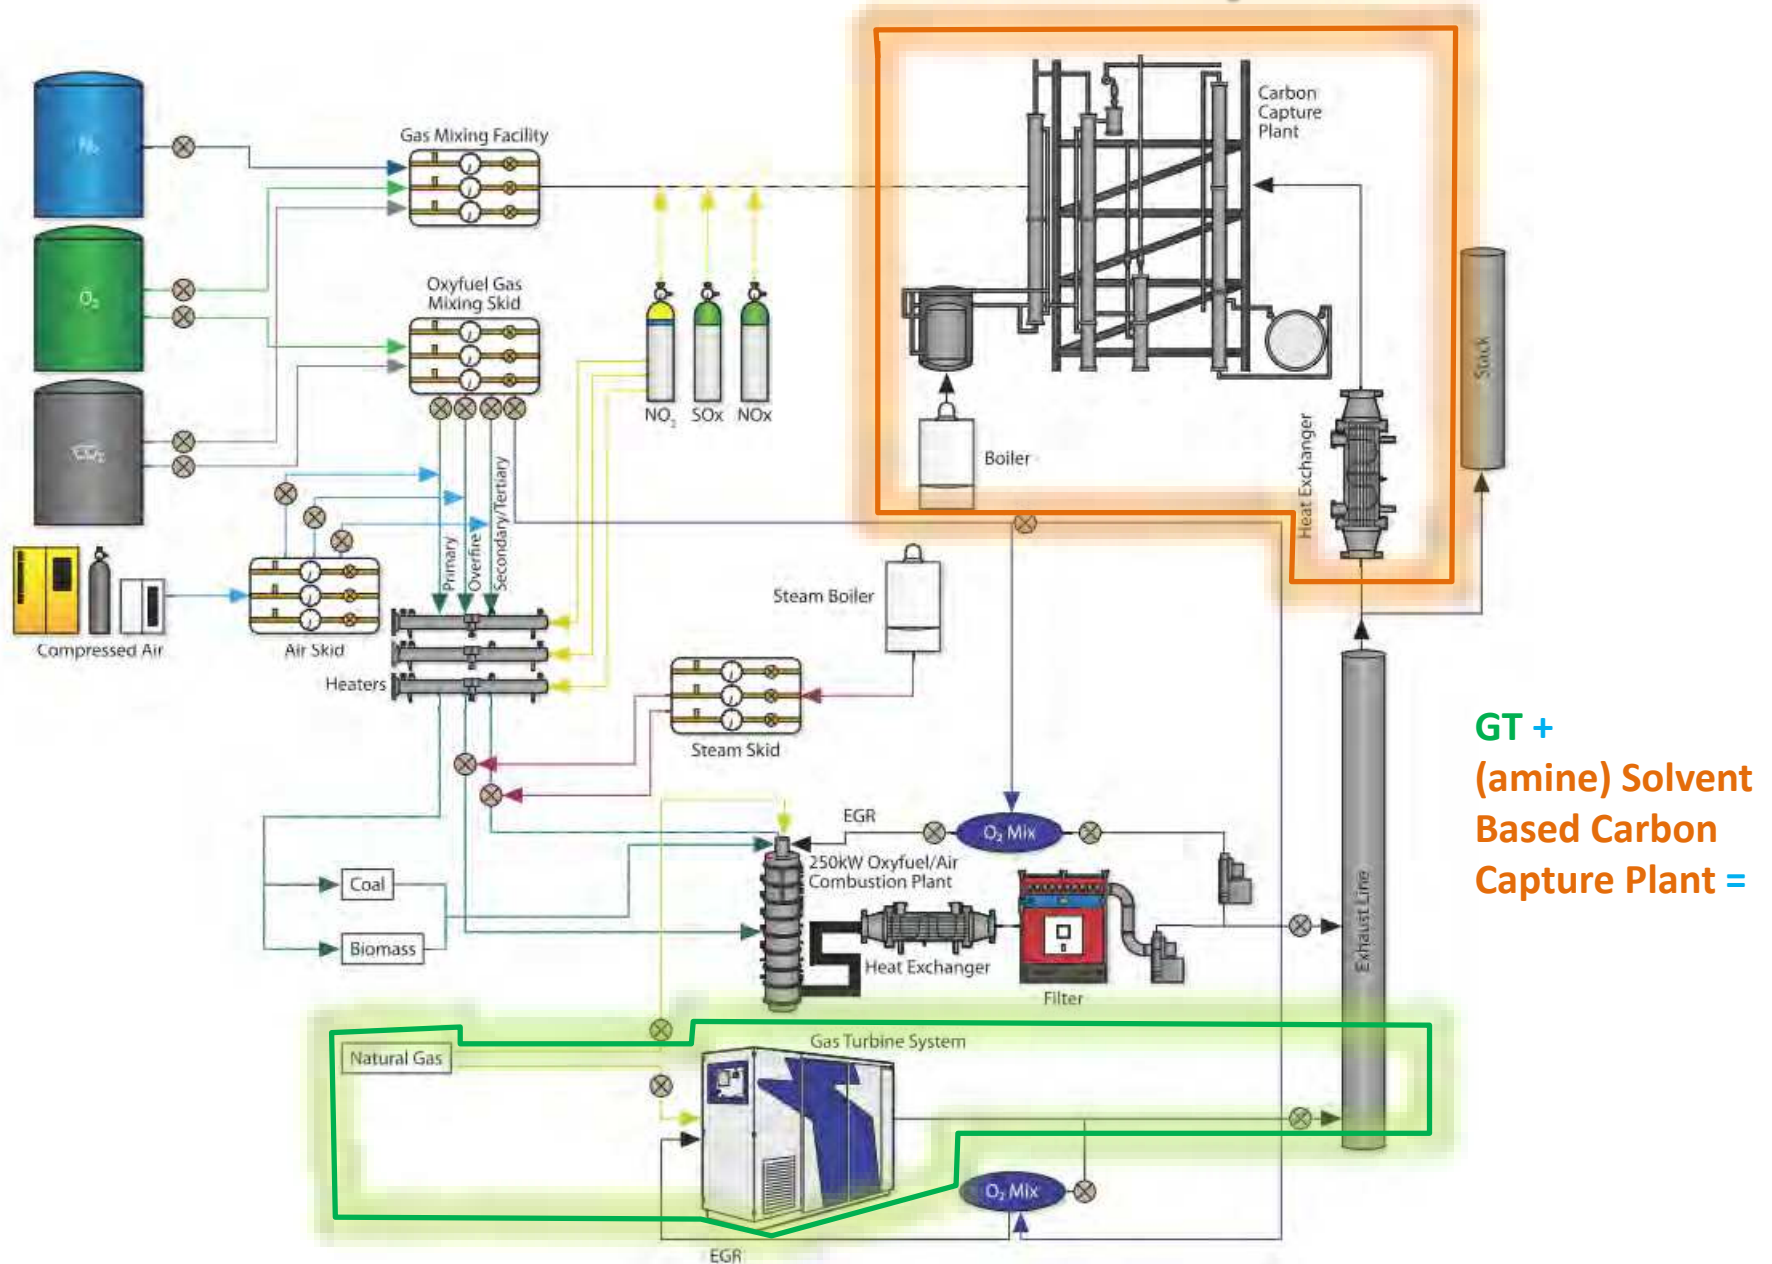 Carbon
Capture
Plant
Gas Mixing Facility
N₂
O₂
Oxyfuel Gas
Mixing Skid
NO₂
SOx
NOx
Boiler
Heat Exchanger
Stack
Primary
Overfire
Secondary/Tertiary
Compressed Air
Air Skid
Steam Boiler
Heaters
Steam Skid
GT +
(amine) Solvent
Based Carbon
Capture Plant =
EGR
O₂ Mix
250kW Oxyfuel/Air
Combustion Plant
Coal
Biomass
Heat Exchanger
Filter
Exhaust Line
Gas Turbine System
Natural Gas
O₂ Mix
EGR